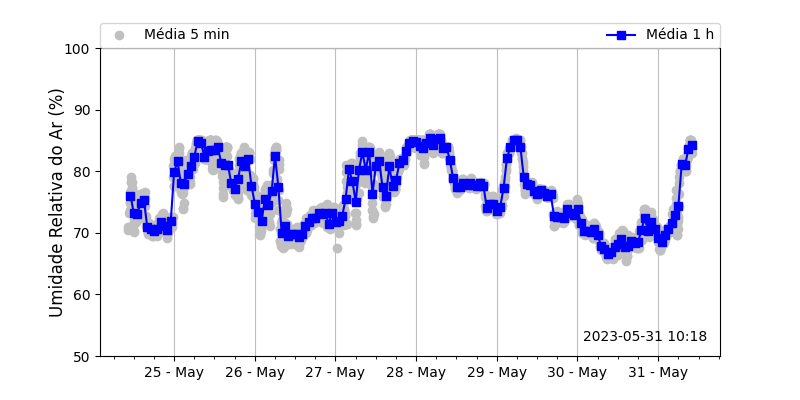 Média 5 min
Média 1 h
Umidade Relativa do Ar (%)
100
90
80
70
60
50
2023-05-31 10:18
25 - May
26 - May
27 - May
28 - May
29 - May
30 - May
31 - May